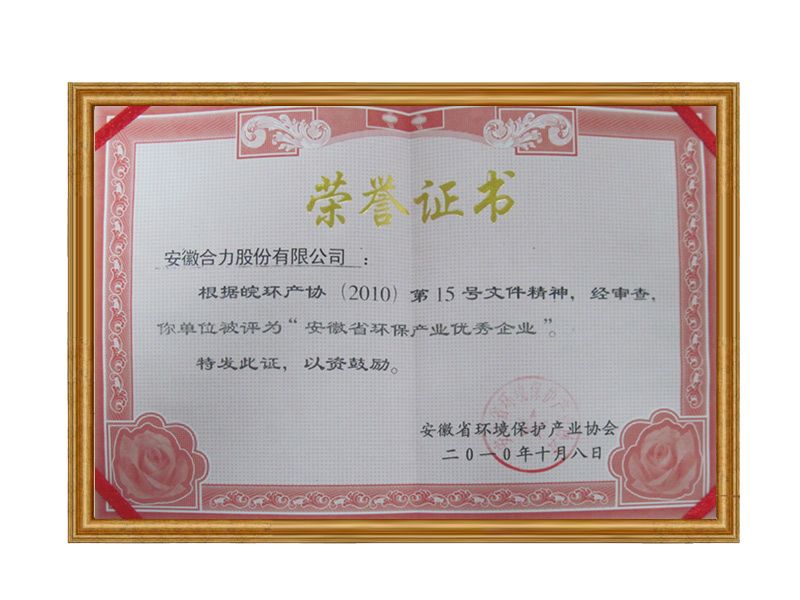 荣誉证书
安徽合力股份有限公司：
根据皖环产协（2010）第15号文件精神，经审查，
你单位被评为“安徽省环保产业优秀企业”。
特发此证，以资鼓励。
安徽省环境保护产业协会
二0一0年十月八日